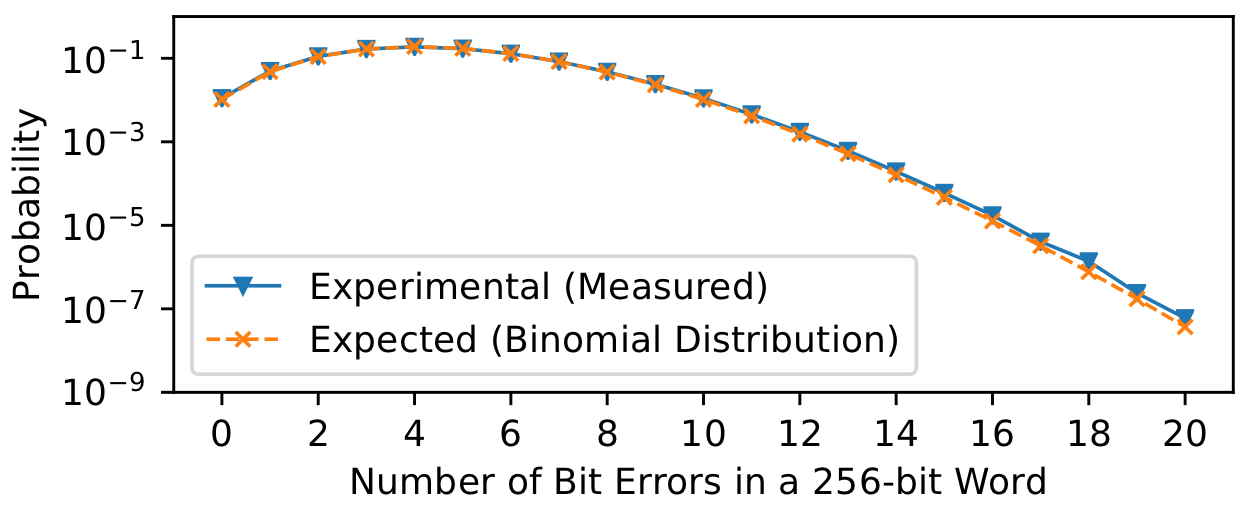 Probability
10⁻¹
10⁻³
10⁻⁵
10⁻⁷
10⁻⁹
Experimental (Measured)
Expected (Binomial Distribution)
0 2 4 6 8 10 12 14 16 18 20
Number of Bit Errors in a 256-bit Word